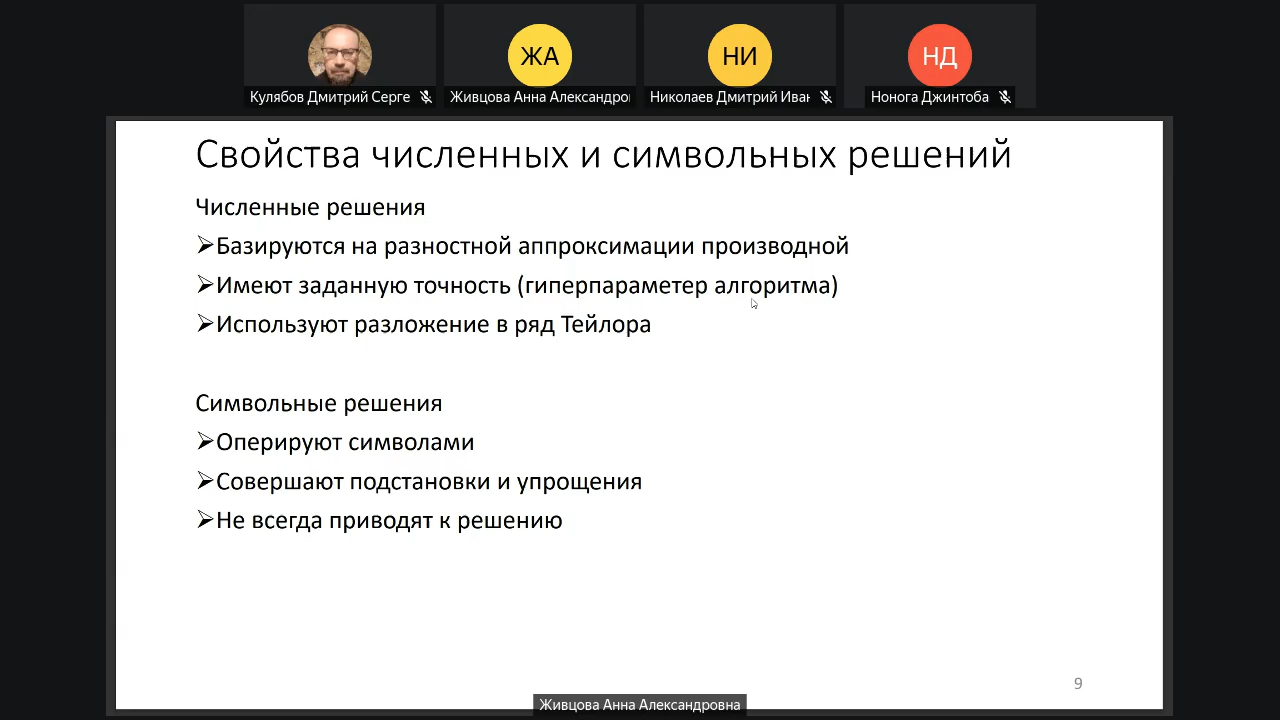 ЖА
НИ
НД
Кулябов Дмитрий Серге
Живцова Анна Александро
Николаев Дмитрий Иван
Нонога Джинтоба
Свойства численных и символьных решений
Численные решения
➢Базируются на разностной аппроксимации производной
➢Имеют заданную точность (гиперпараметер алгоритма)
➢Используют разложение в ряд Тейлора
Символьные решения
➢Оперируют символами
➢Совершают подстановки и упрощения
➢Не всегда приводят к решению
9
Живцова Анна Александровна